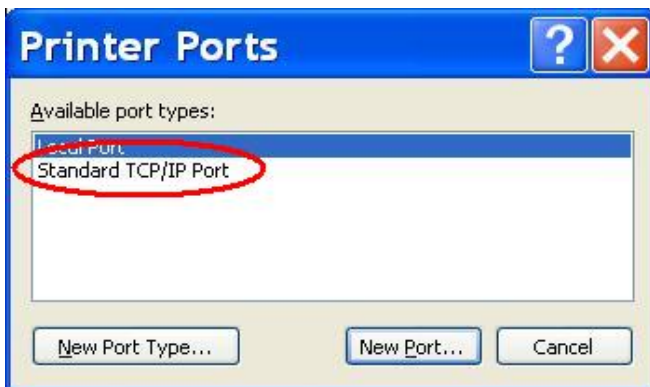 Printer Ports
Available port types:
Local Port
Standard TCP/IP Port
New Port Type...
New Port...
Cancel